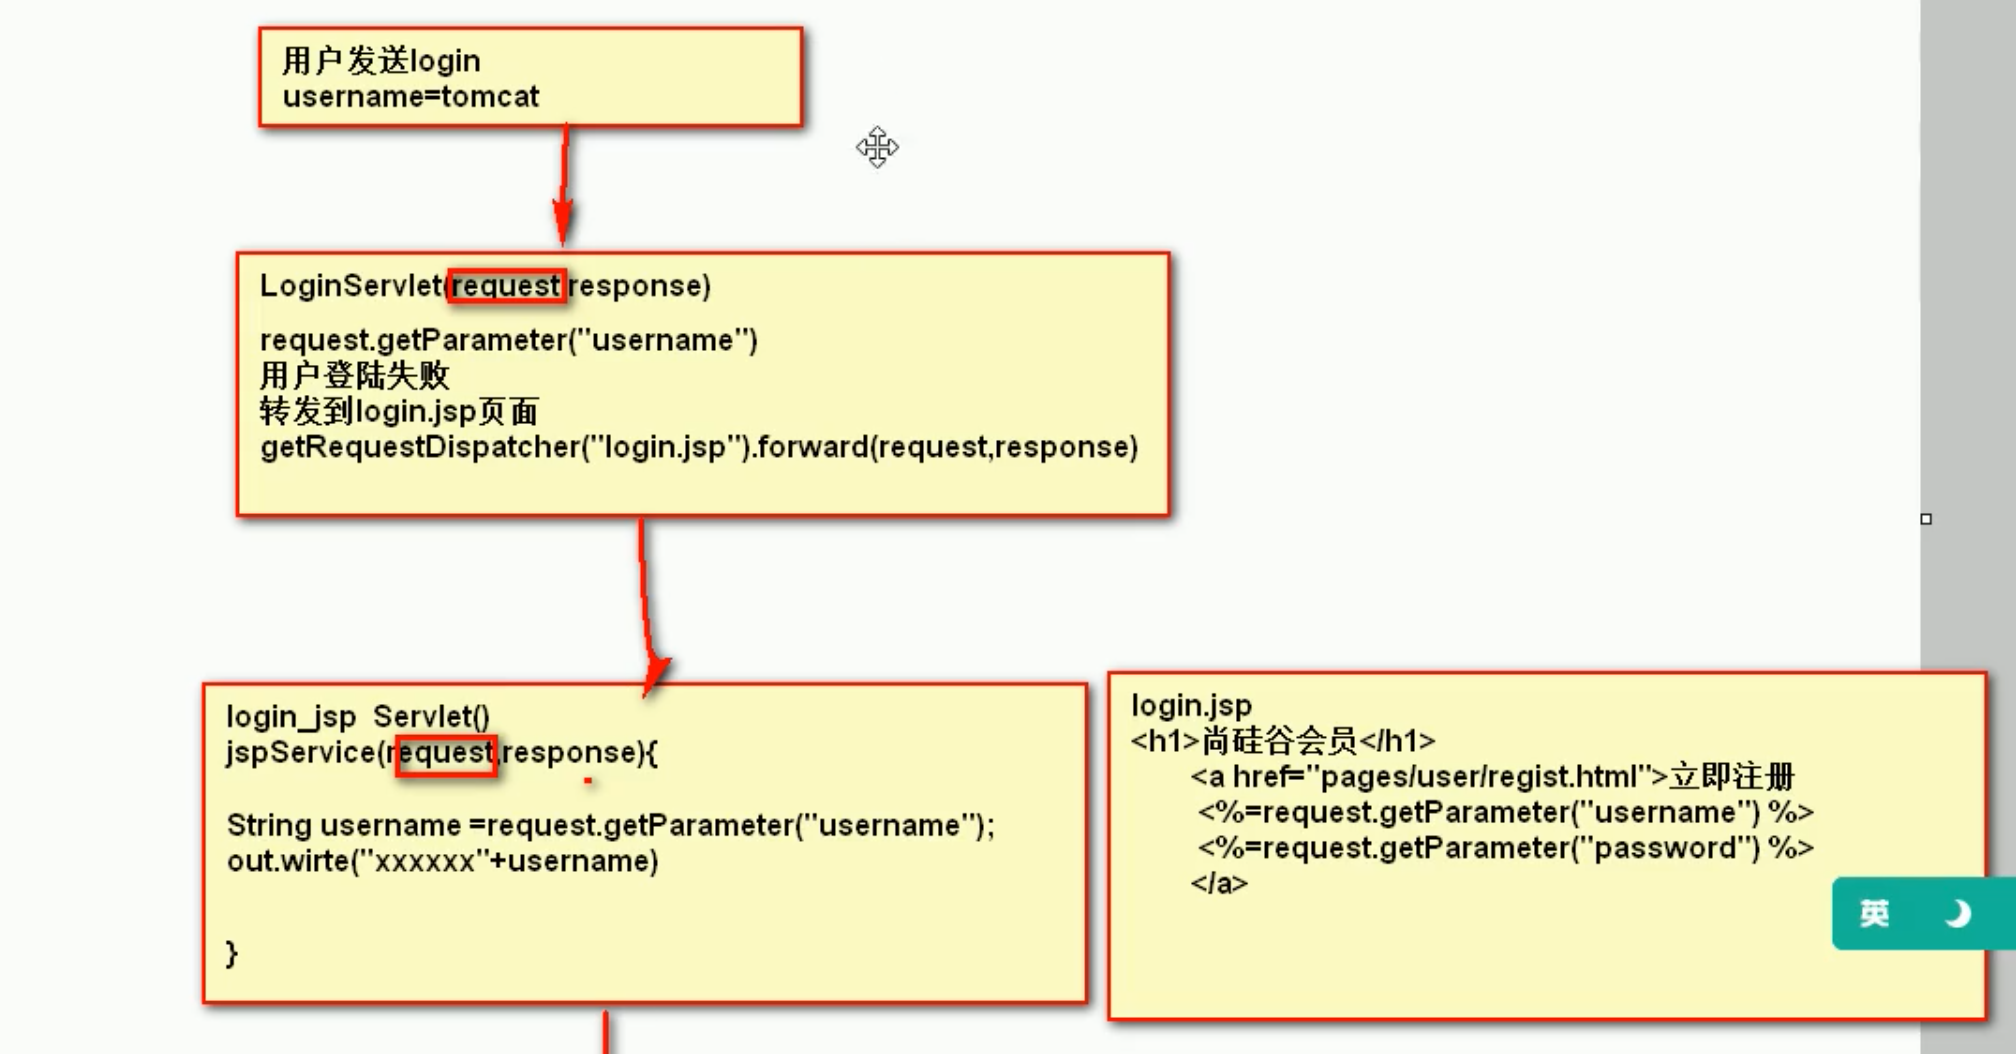 用户发送login
username=tomcat
LoginServlet(request,response)
request.getParameter("username")
用户登陆失败
转发到login.jsp页面
getRequestDispatcher("login.jsp").forward(request,response)
login_jsp  Servlet()
jspService(request,response){
String username =request.getParameter("username");
out.wirte("xxxxxx"+username)
}
login.jsp
<h1>尚硅谷会员</h1>
<a href="pages/user/regist.html">立即注册
<%=request.getParameter("username") %>
<%=request.getParameter("password") %>
</a>
英